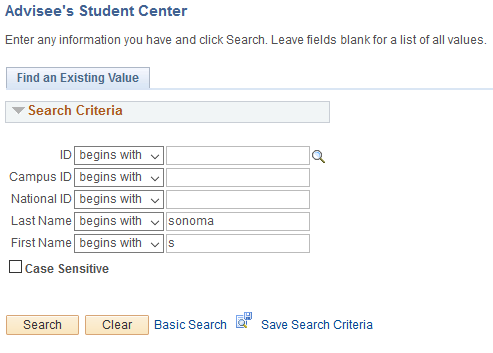 Advisee's Student Center
Enter any information you have and click Search. Leave fields blank for a list of all values.
Find an Existing Value
Search Criteria
ID begins with
Campus ID begins with
National ID begins with
Last Name begins with sonoma
First Name begins with s
Case Sensitive
Search Clear Basic Search Save Search Criteria